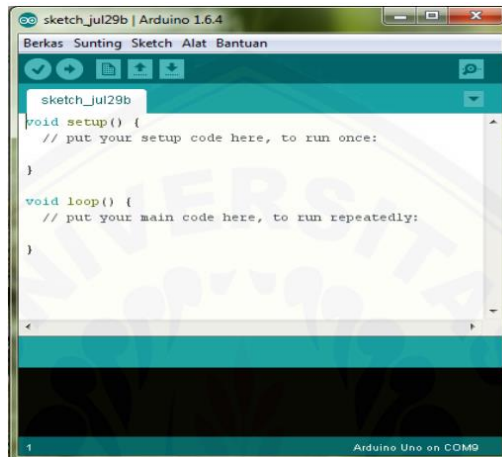 sketch_jul29b | Arduino 1.6.4
Berkas Sunting Sketch Alat Bantuan
sketch_jul29b
void setup() {
// put your setup code here, to run once:
}
void loop() {
// put your main code here, to run repeatedly:
}
UNIVERSITAS
1 Arduino Uno on COM9